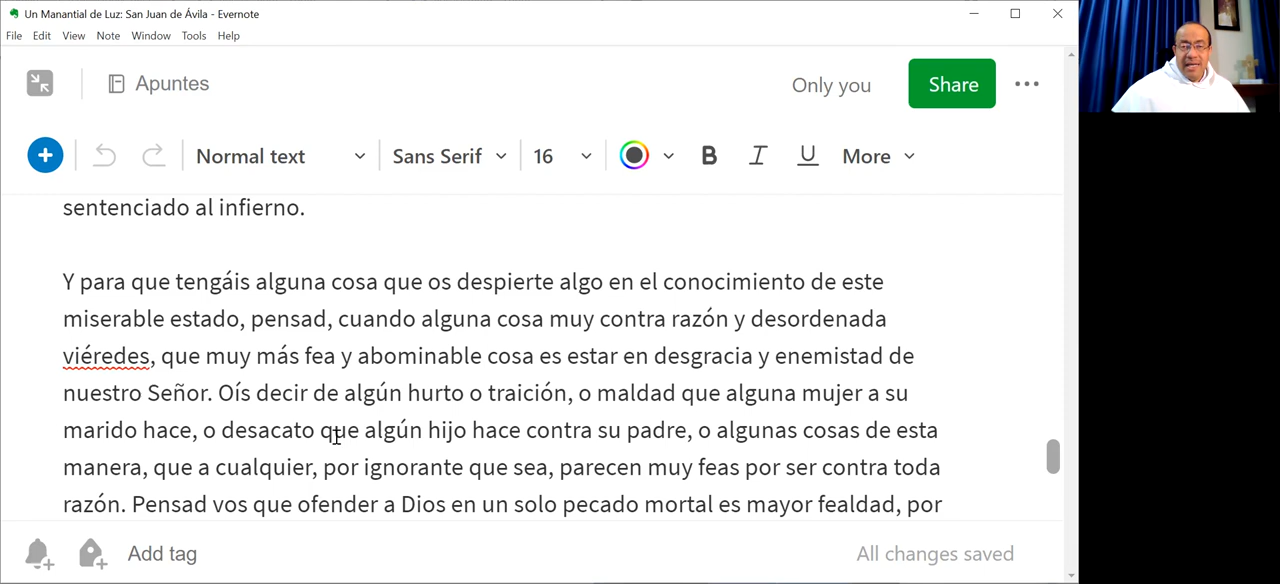 Un Manantial de Luz: San Juan de Ávila - Evernote
File Edit View Note Window Tools Help
Apuntes
Only you
Share
Normal text
Sans Serif
16
B I U More
sentenciado al infierno.
Y para que tengáis alguna cosa que os despierte algo en el conocimiento de este
miserable estado, pensad, cuando alguna cosa muy contra razón y desordenada
viéredes, que muy más fea y abominable cosa es estar en desgracia y enemistad de
nuestro Señor. Oís decir de algún hurto o traición, o maldad que alguna mujer a su
marido hace, o desacato que algún hijo hace contra su padre, o algunas cosas de esta
manera, que a cualquier, por ignorante que sea, parecen muy feas por ser contra toda
razón. Pensad vos que ofender a Dios en un solo pecado mortal es mayor fealdad, por
Add tag
All changes saved